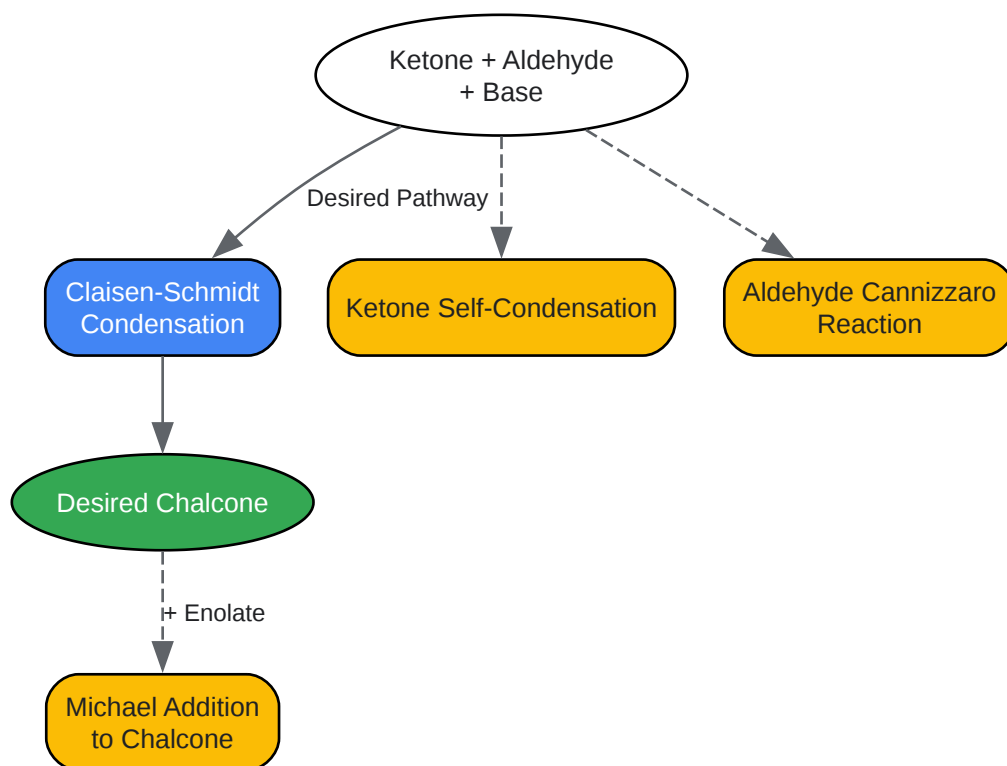 Ketone + Aldehyde
+ Base
Desired Pathway
Claisen-Schmidt
Condensation
Ketone Self-Condensation
Aldehyde Cannizzaro
Reaction
Desired Chalcone
+ Enolate
Michael Addition
to Chalcone